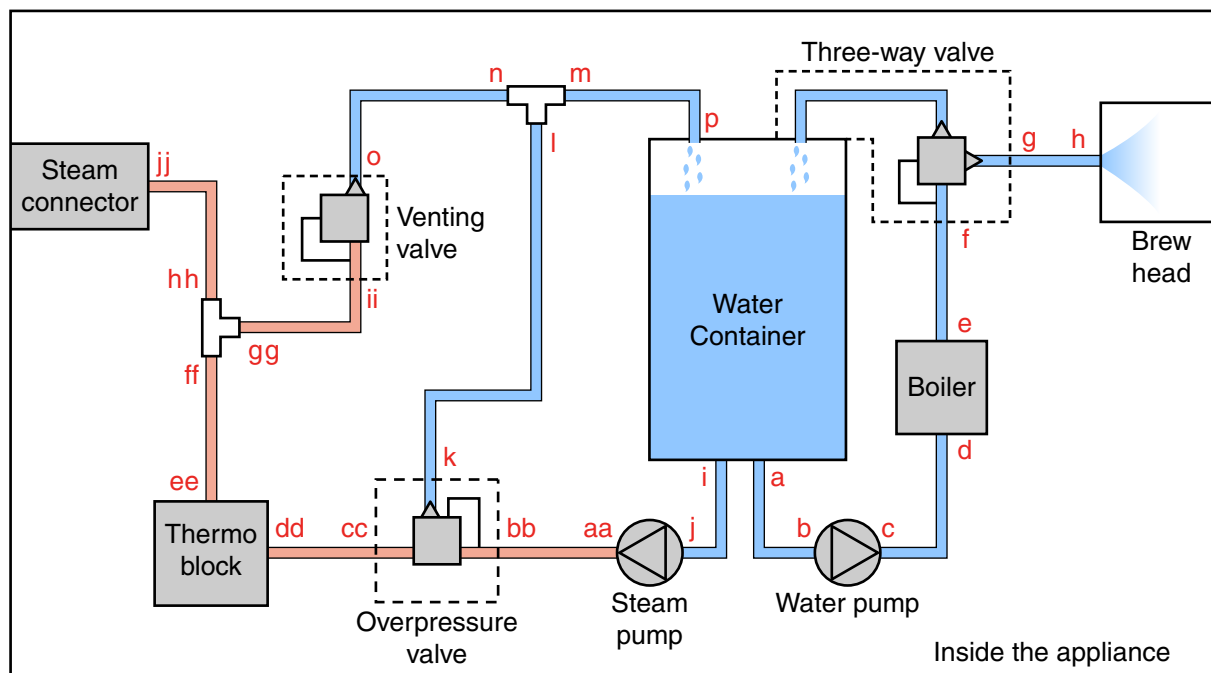 Three-way valve
n
m
p
l
g
h
Steam
connector
jj
o
Venting
valve
f
Brew
head
hh
ii
gg
ff
Water
Container
e
Boiler
d
k
i
a
ee
Thermo
block
dd
cc
bb
aa
j
b
c
Overpressure
valve
Steam
pump
Water pump
Inside the appliance